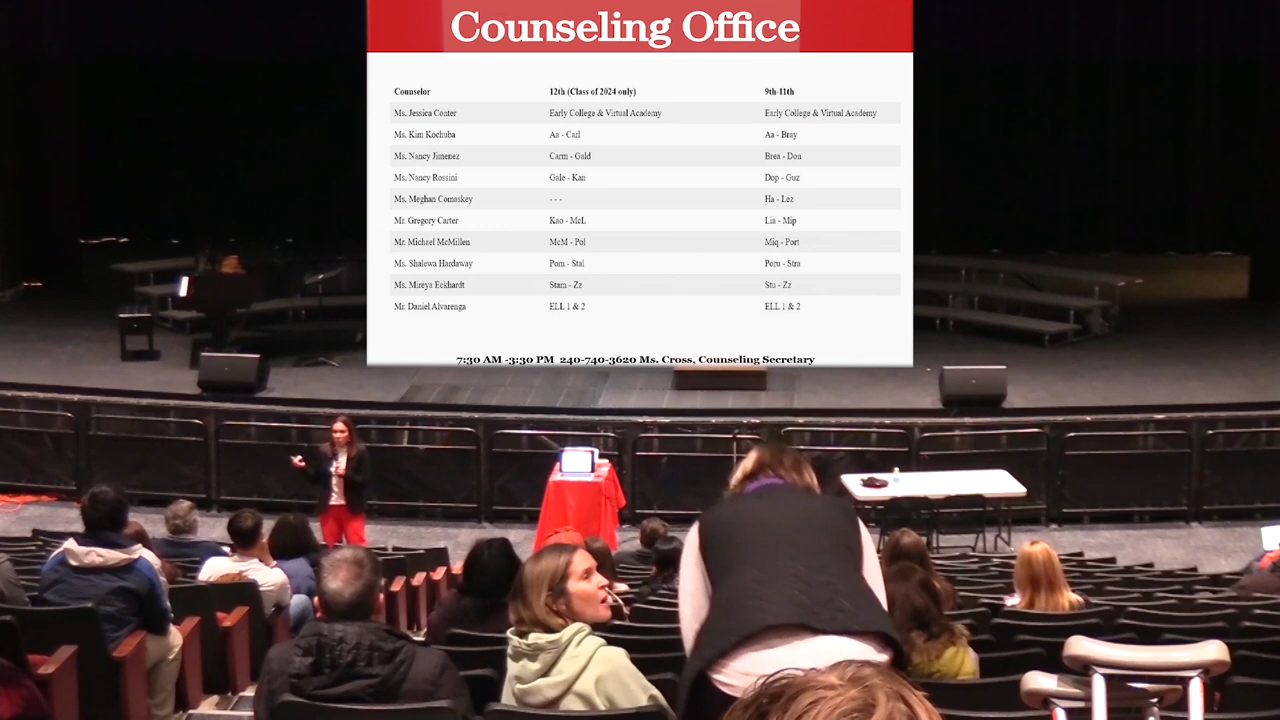 Counseling Office
Counselor 12th (Class of 2024 only) 9th-11th
Ms. Jessica Conter Early College & Virtual Academy Early College & Virtual Academy
Ms. Kim Kochuba Aa - Carl Aa - Bray
Ms. Nancy Jimenez Carm - Gald Brea - Don
Ms. Nancy Rossini Gale - Kan Dop - Guz
Ms. Meghan Comaskey - - - Ha - Lez
Mr. Gregory Carter Kao - McL Lia - Mip
Mr. Michael McMillen McM - Pol Miq - Port
Ms. Shalewa Hardaway Pom - Stal Poru - Stra
Ms. Mireya Eckhardt Stam - Zz Stu - Zz
Mr. Daniel Alvarenga ELL 1 & 2 ELL 1 & 2
7:30 AM -3:30 PM 240-740-3620 Ms. Cross, Counseling Secretary